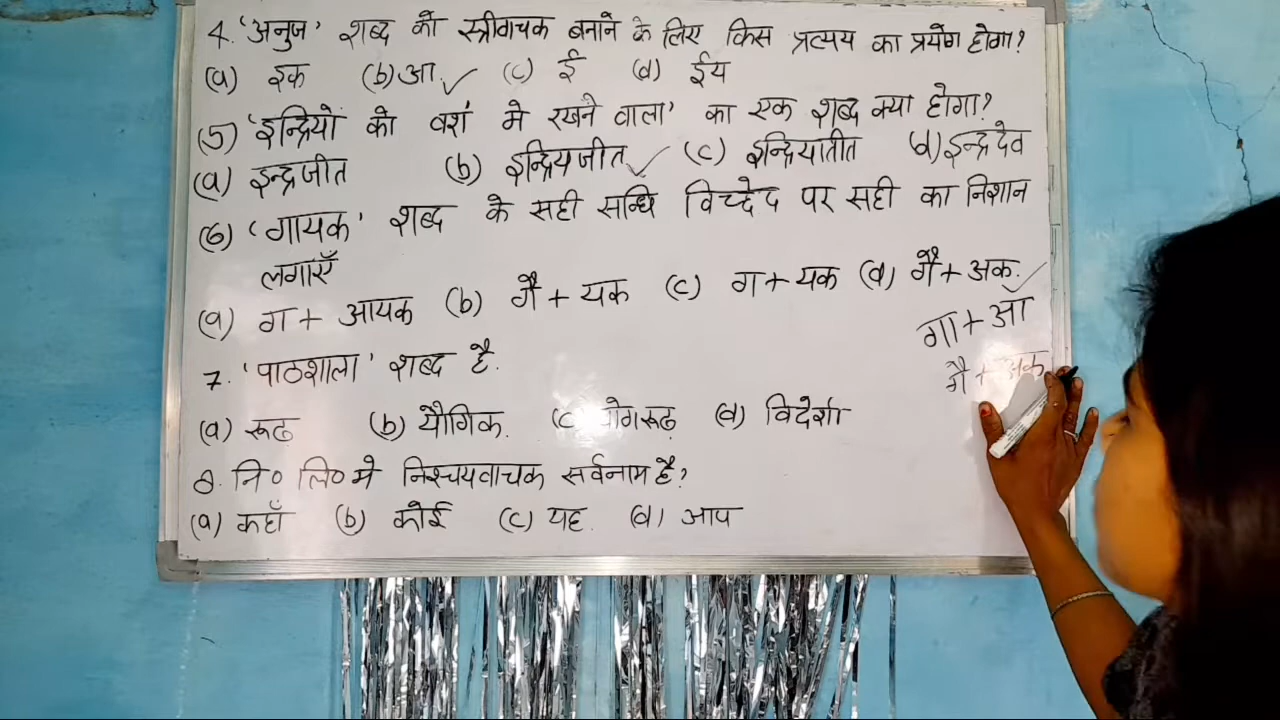 4. 'अनुज' शब्द को स्त्रीवाचक बनाने के लिए किस प्रत्यय का प्रयोग होगा?
(a) इक (b) आ ✓ (c) ई (d) ईय
(5) 'इन्द्रियों को वश में रखने वाला' का एक शब्द क्या होगा?
(a) इन्द्रजीत (b) इन्द्रियजीत ✓ (c) इन्द्रियातीत (d) इन्द्रदेव
(6) 'गायक' शब्द के सही सन्धि विच्देद पर सही का निशान
लगाएँ
(a) ग + आयक (b) गै + यक (c) ग + यक (d) गै + अक. ✓
गा + आ
गै + अक
7. 'पाठशाला' शब्द है.
(a) रूढ (b) यौगिक. (c) योगरूढ़ (d) विदेशी
8. नि० लि० मे निश्चयवाचक सर्वनाम है?
(a) कहाँ (b) कोई (c) यह. (d) आप